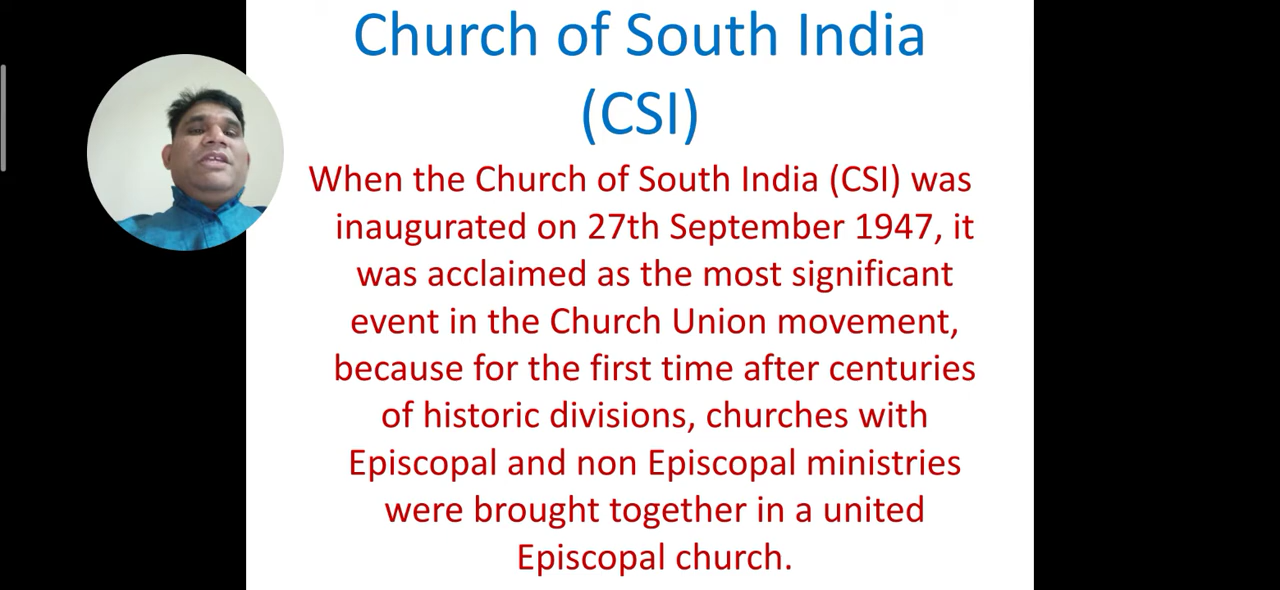 Church of South India
(CSI)
When the Church of South India (CSI) was
inaugurated on 27th September 1947, it
was acclaimed as the most significant
event in the Church Union movement,
because for the first time after centuries
of historic divisions, churches with
Episcopal and non Episcopal ministries
were brought together in a united
Episcopal church.